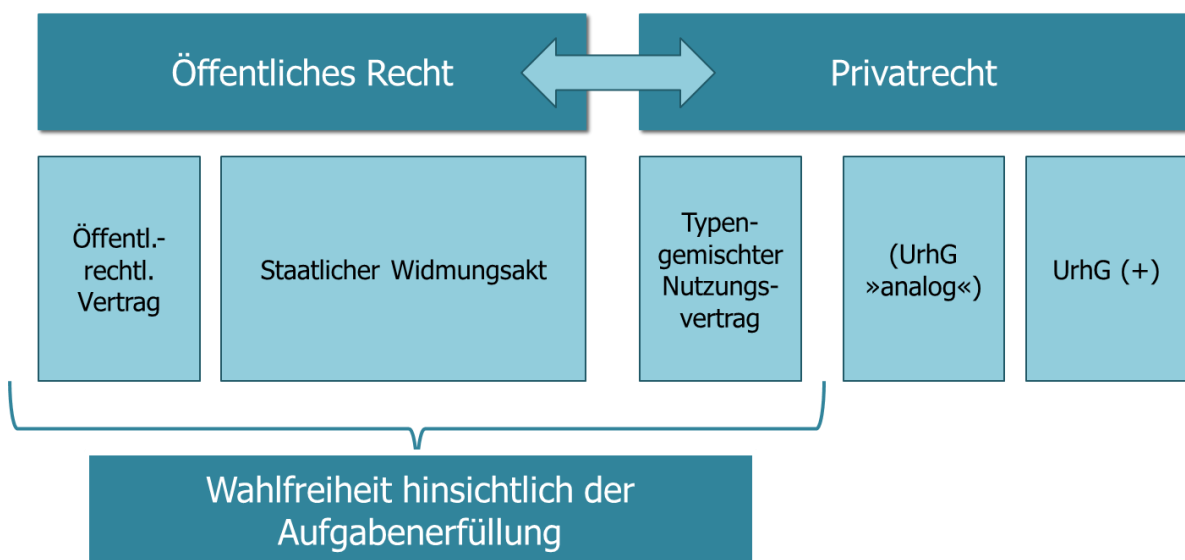 Öffentliches Recht
Privatrecht
Öffentl.-
rechtl.
Vertrag
Staatlicher Widmungsakt
Typen-
gemischter
Nutzungs-
vertrag
(UrhG
»analog«)
UrhG (+)
Wahlfreiheit hinsichtlich der
Aufgabenerfüllung